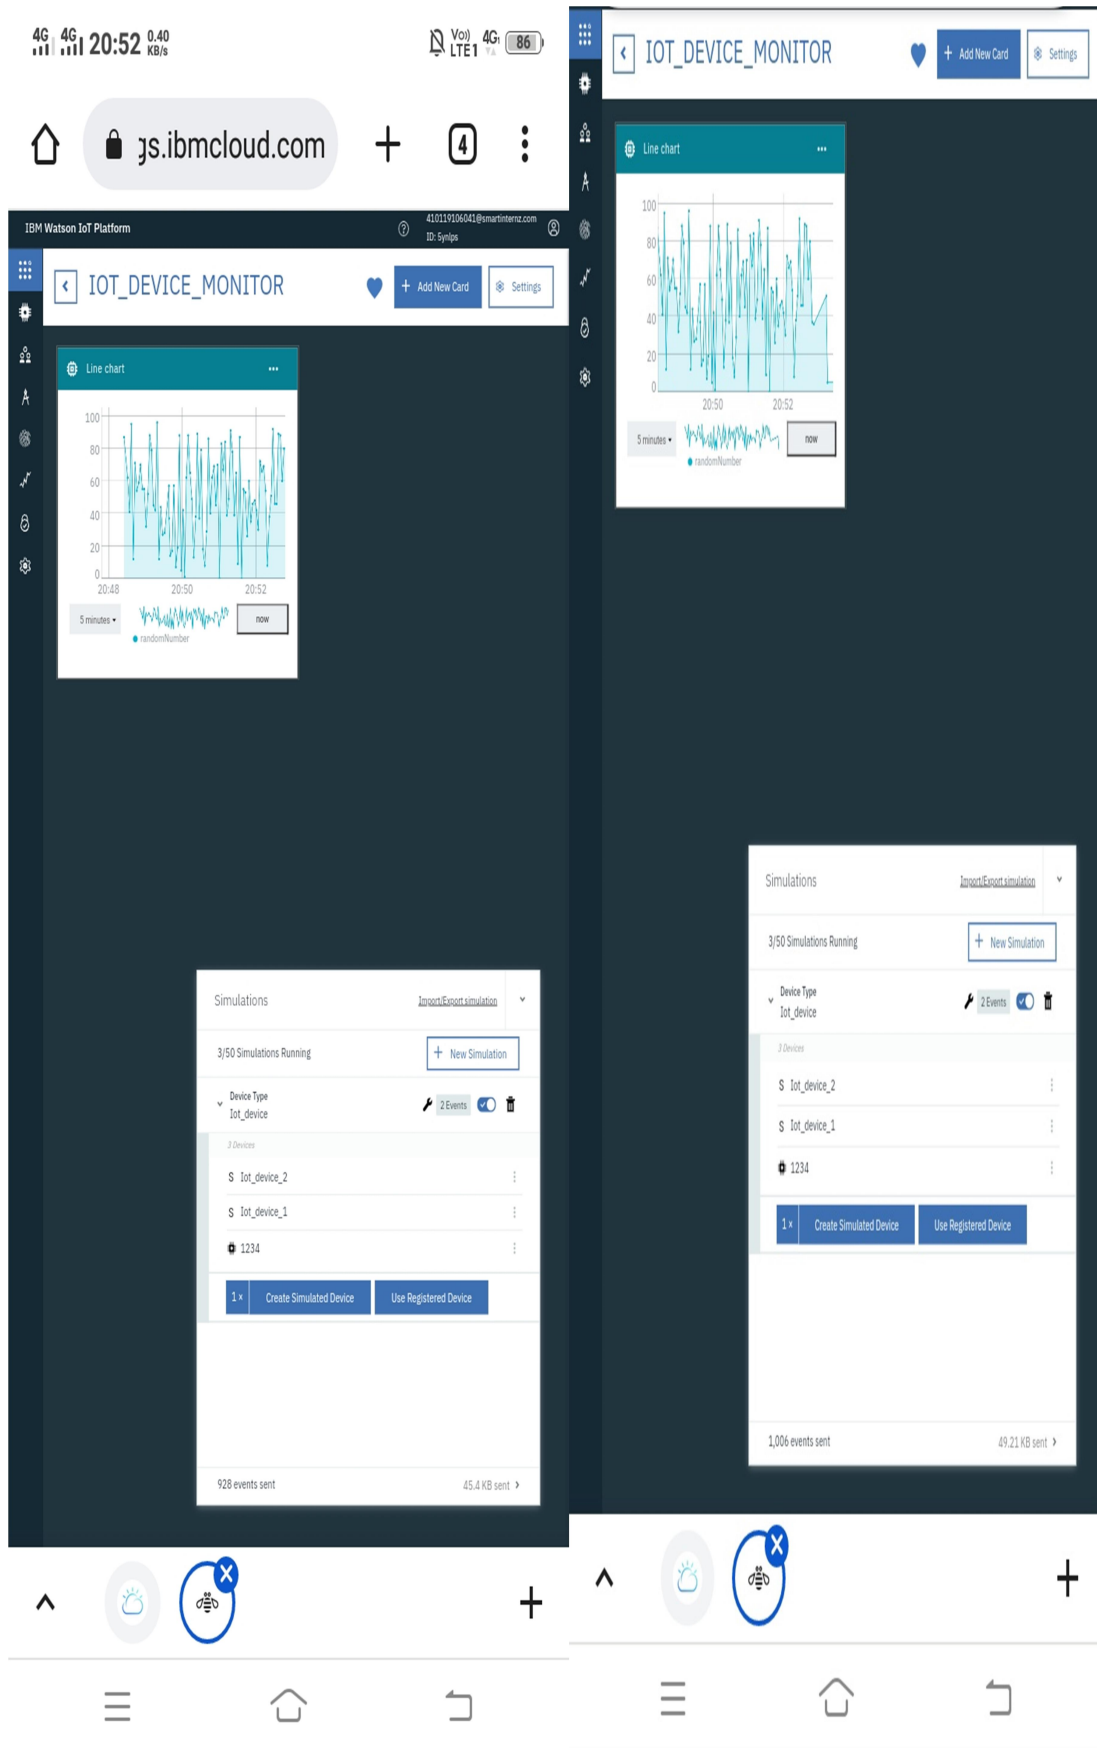 4G 4G 20:52 0.40 KB/s Vo) LTE1 4G 86
gs.ibmcloud.com 4
IBM Watson IoT Platform
410119106041@smartinternz.com
ID: 5ynlps
IOT_DEVICE_MONITOR
+ Add New Card
Settings
Line chart
100
80
60
40
20
0
20:48 20:50 20:52
5 minutes
now
randomNumber
Simulations
Import/Export simulation
3/50 Simulations Running
+ New Simulation
Device Type
Iot_device
2 Events
3 Devices
S Iot_device_2
S Iot_device_1
1234
1 x
Create Simulated Device
Use Registered Device
928 events sent
45.4 KB sent >
IOT_DEVICE_MONITOR
+ Add New Card
Settings
Line chart
100
80
60
40
20
0
20:50 20:52
5 minutes
now
randomNumber
Simulations
Import/Export simulation
3/50 Simulations Running
+ New Simulation
Device Type
Iot_device
2 Events
3 Devices
S Iot_device_2
S Iot_device_1
1234
1 x
Create Simulated Device
Use Registered Device
1,006 events sent
49.21 KB sent >